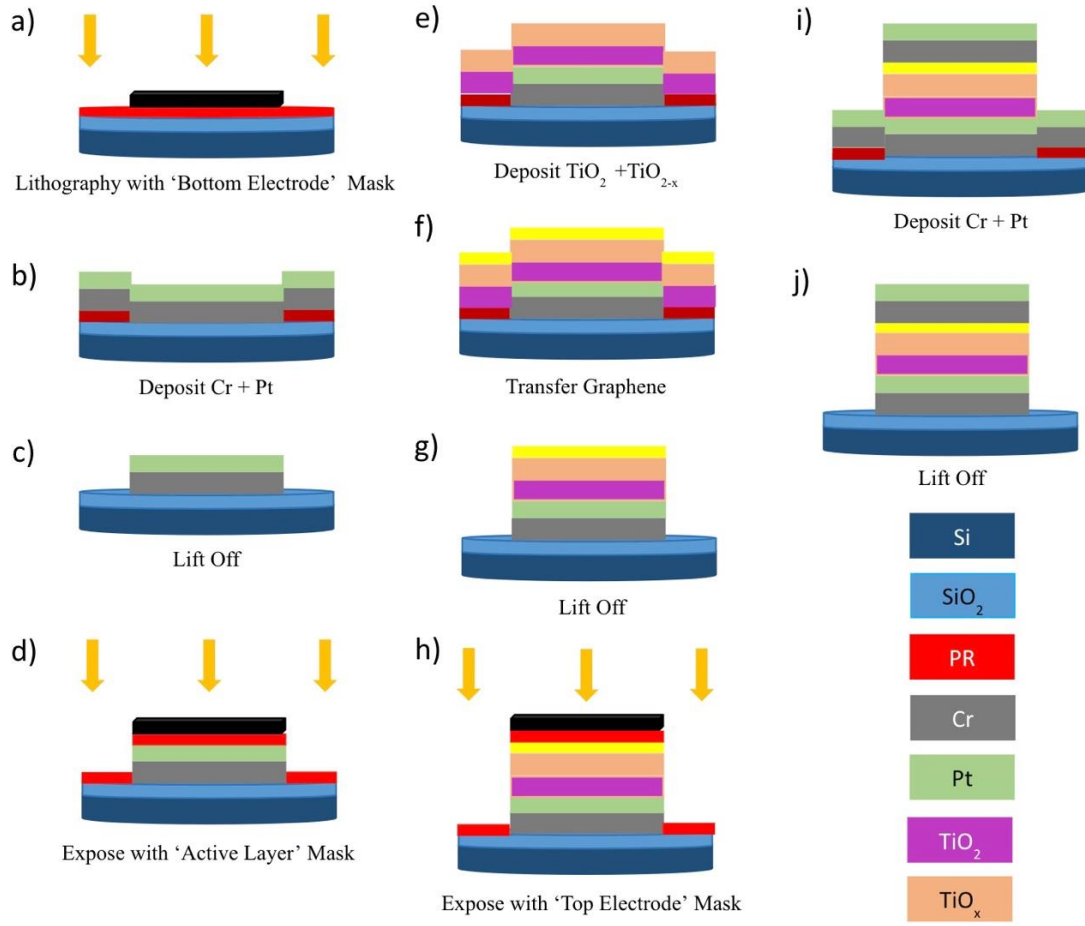 a)
Lithography with ‘Bottom Electrode’ Mask
b)
Deposit Cr + Pt
c)
Lift Off
d)
Expose with ‘Active Layer’ Mask
e)
Deposit TiO₂ +TiO₂₋ₓ
f)
Transfer Graphene
g)
Lift Off
h)
Expose with ‘Top Electrode’ Mask
i)
Deposit Cr + Pt
j)
Lift Off
Si
SiO₂
PR
Cr
Pt
TiO₂
TiOₓ